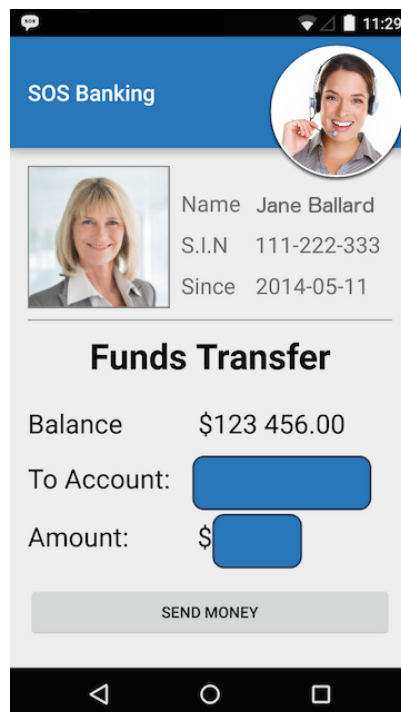 SOS
11:29
SOS Banking
Name Jane Ballard
S.I.N 111-222-333
Since 2014-05-11
Funds Transfer
Balance $123 456.00
To Account:
Amount: $
SEND MONEY